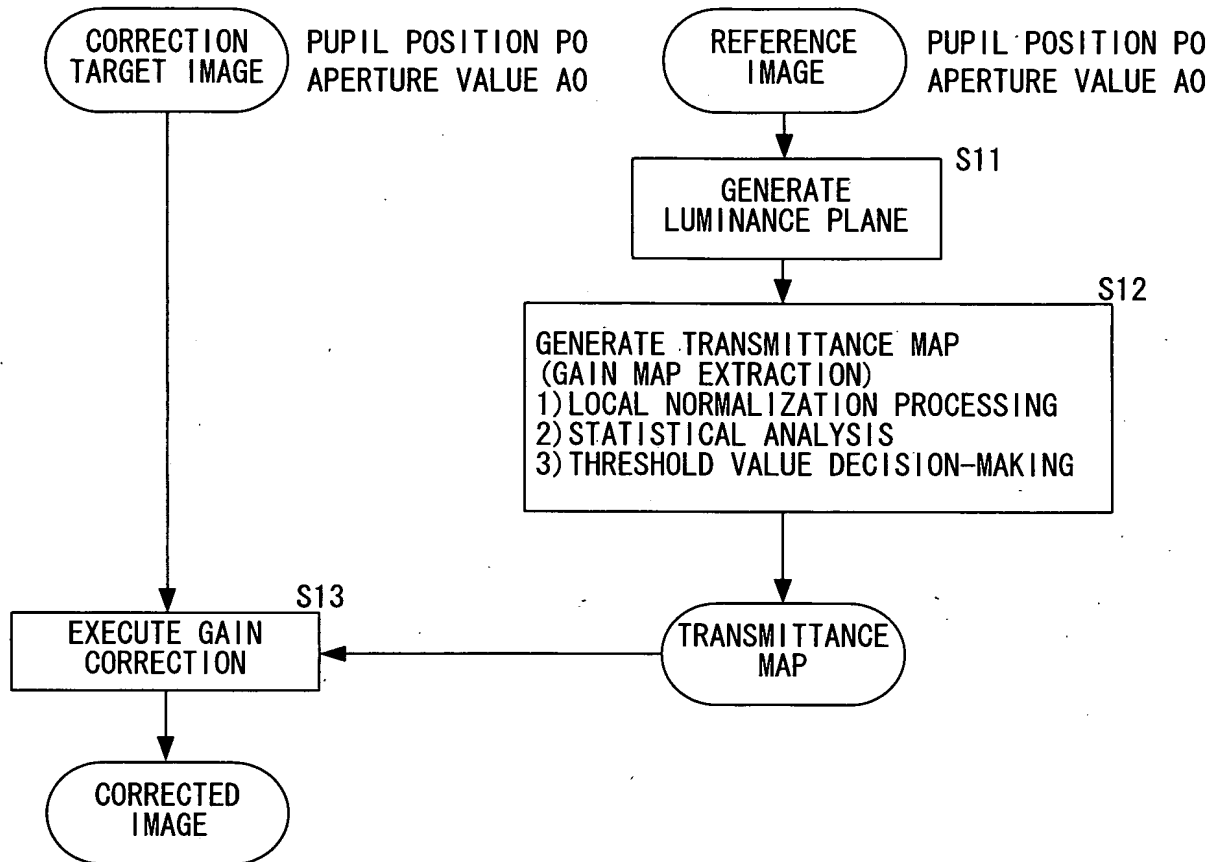 CORRECTION
TARGET IMAGE
PUPIL POSITION P0
APERTURE VALUE A0
REFERENCE
IMAGE
PUPIL POSITION P0
APERTURE VALUE A0
S11
GENERATE
LUMINANCE PLANE
S12
GENERATE TRANSMITTANCE MAP
(GAIN MAP EXTRACTION)
1)LOCAL NORMALIZATION PROCESSING
2)STATISTICAL ANALYSIS
3)THRESHOLD VALUE DECISION-MAKING
S13
EXECUTE GAIN
CORRECTION
TRANSMITTANCE
MAP
CORRECTED
IMAGE